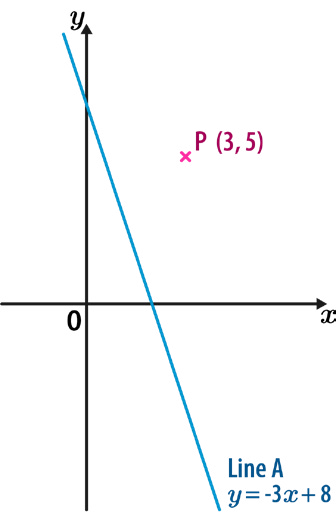 y
P (3, 5)
0
x
Line A
y = -3x + 8